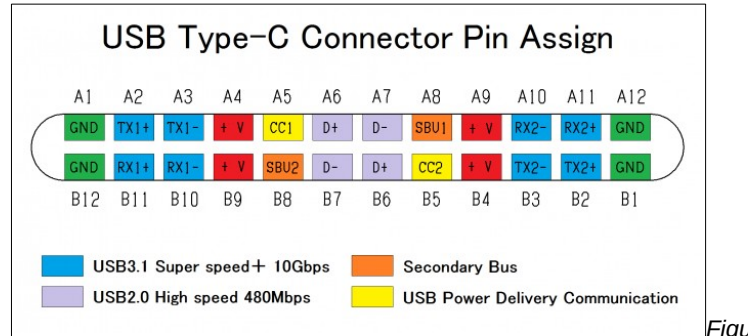 USB Type-C Connector Pin Assign
A1 A2 A3 A4 A5 A6 A7 A8 A9 A10 A11 A12
GND TX1+ TX1- + V CC1 D+ D- SBU1 + V RX2- RX2+ GND
GND RX1+ RX1- + V SBU2 D- D+ CC2 + V TX2- TX2+ GND
B12 B11 B10 B9 B8 B7 B6 B5 B4 B3 B2 B1
USB3.1 Super speed+ 10Gbps Secondary Bus
USB2.0 High speed 480Mbps USB Power Delivery Communication
Figu